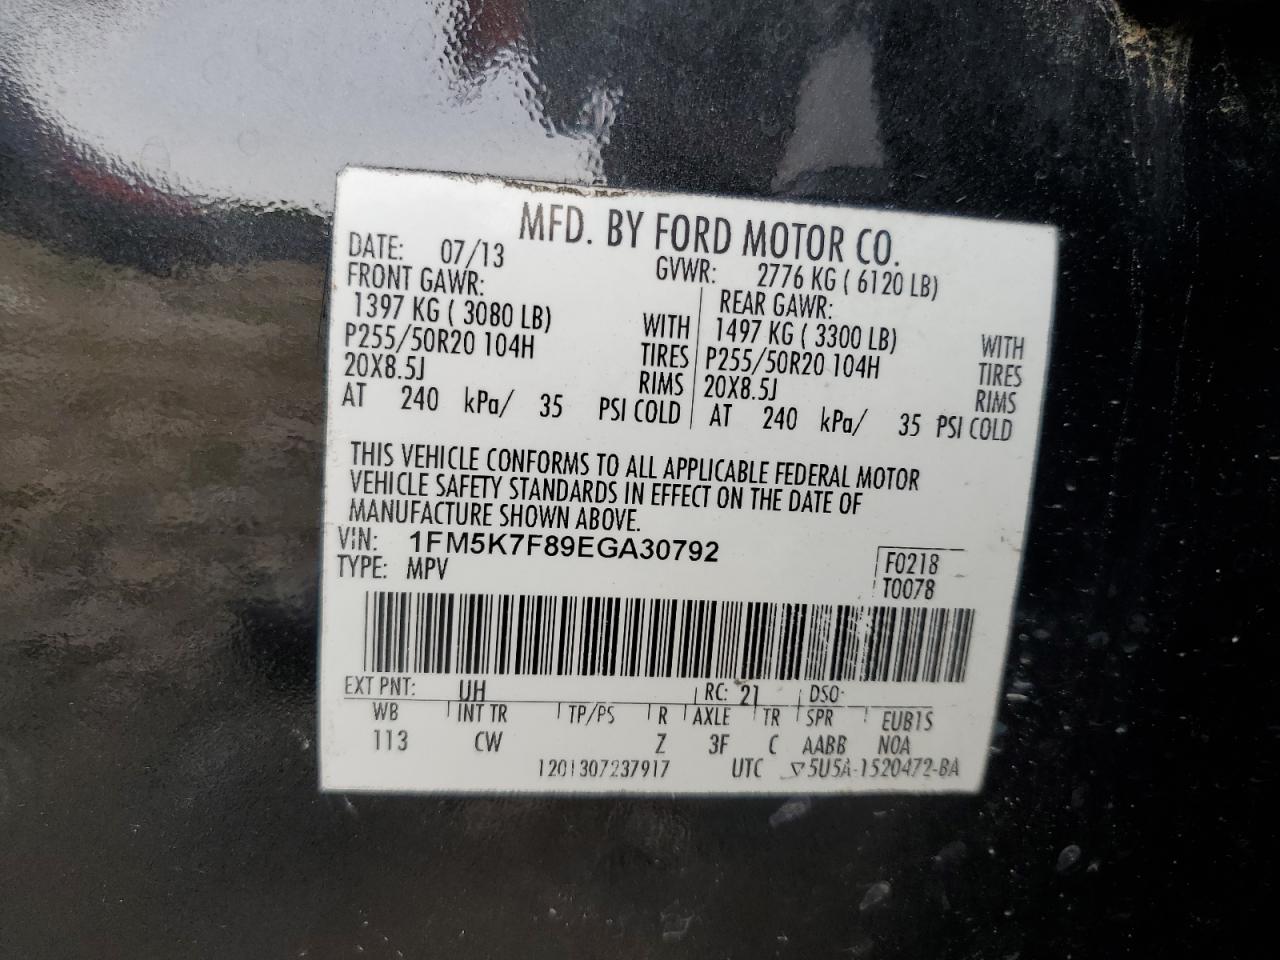 MFD. BY FORD MOTOR CO.
DATE: 07/13 GVWR: 2776 KG ( 6120 LB)
FRONT GAWR: REAR GAWR:
1397 KG ( 3080 LB) WITH 1497 KG ( 3300 LB) WITH
P255/50R20 104H TIRES P255/50R20 104H TIRES
20X8.5J RIMS 20X8.5J RIMS
AT 240 kPa/ 35 PSI COLD AT 240 kPa/ 35 PSI COLD
THIS VEHICLE CONFORMS TO ALL APPLICABLE FEDERAL MOTOR
VEHICLE SAFETY STANDARDS IN EFFECT ON THE DATE OF
MANUFACTURE SHOWN ABOVE.
VIN: 1FM5K7F89EGA30792
TYPE: MPV
F0218
T0078
EXT PNT: UH RC: 21 DSO:
WB INT TR TP/PS R AXLE TR SPR EUB1S
113 CW Z 3F C AABB NOA
1201307237917 UTC 5U5A-1520472-BA